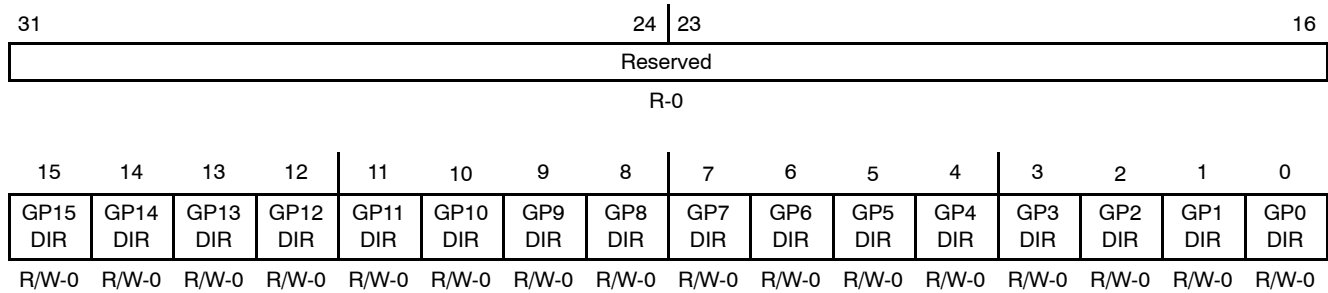 31 24 23 16
Reserved
R-0
15 14 13 12 11 10 9 8 7 6 5 4 3 2 1 0
GP15 GP14 GP13 GP12 GP11 GP10 GP9 GP8 GP7 GP6 GP5 GP4 GP3 GP2 GP1 GP0
DIR DIR DIR DIR DIR DIR DIR DIR DIR DIR DIR DIR DIR DIR DIR DIR
R/W-0 R/W-0 R/W-0 R/W-0 R/W-0 R/W-0 R/W-0 R/W-0 R/W-0 R/W-0 R/W-0 R/W-0 R/W-0 R/W-0 R/W-0 R/W-0